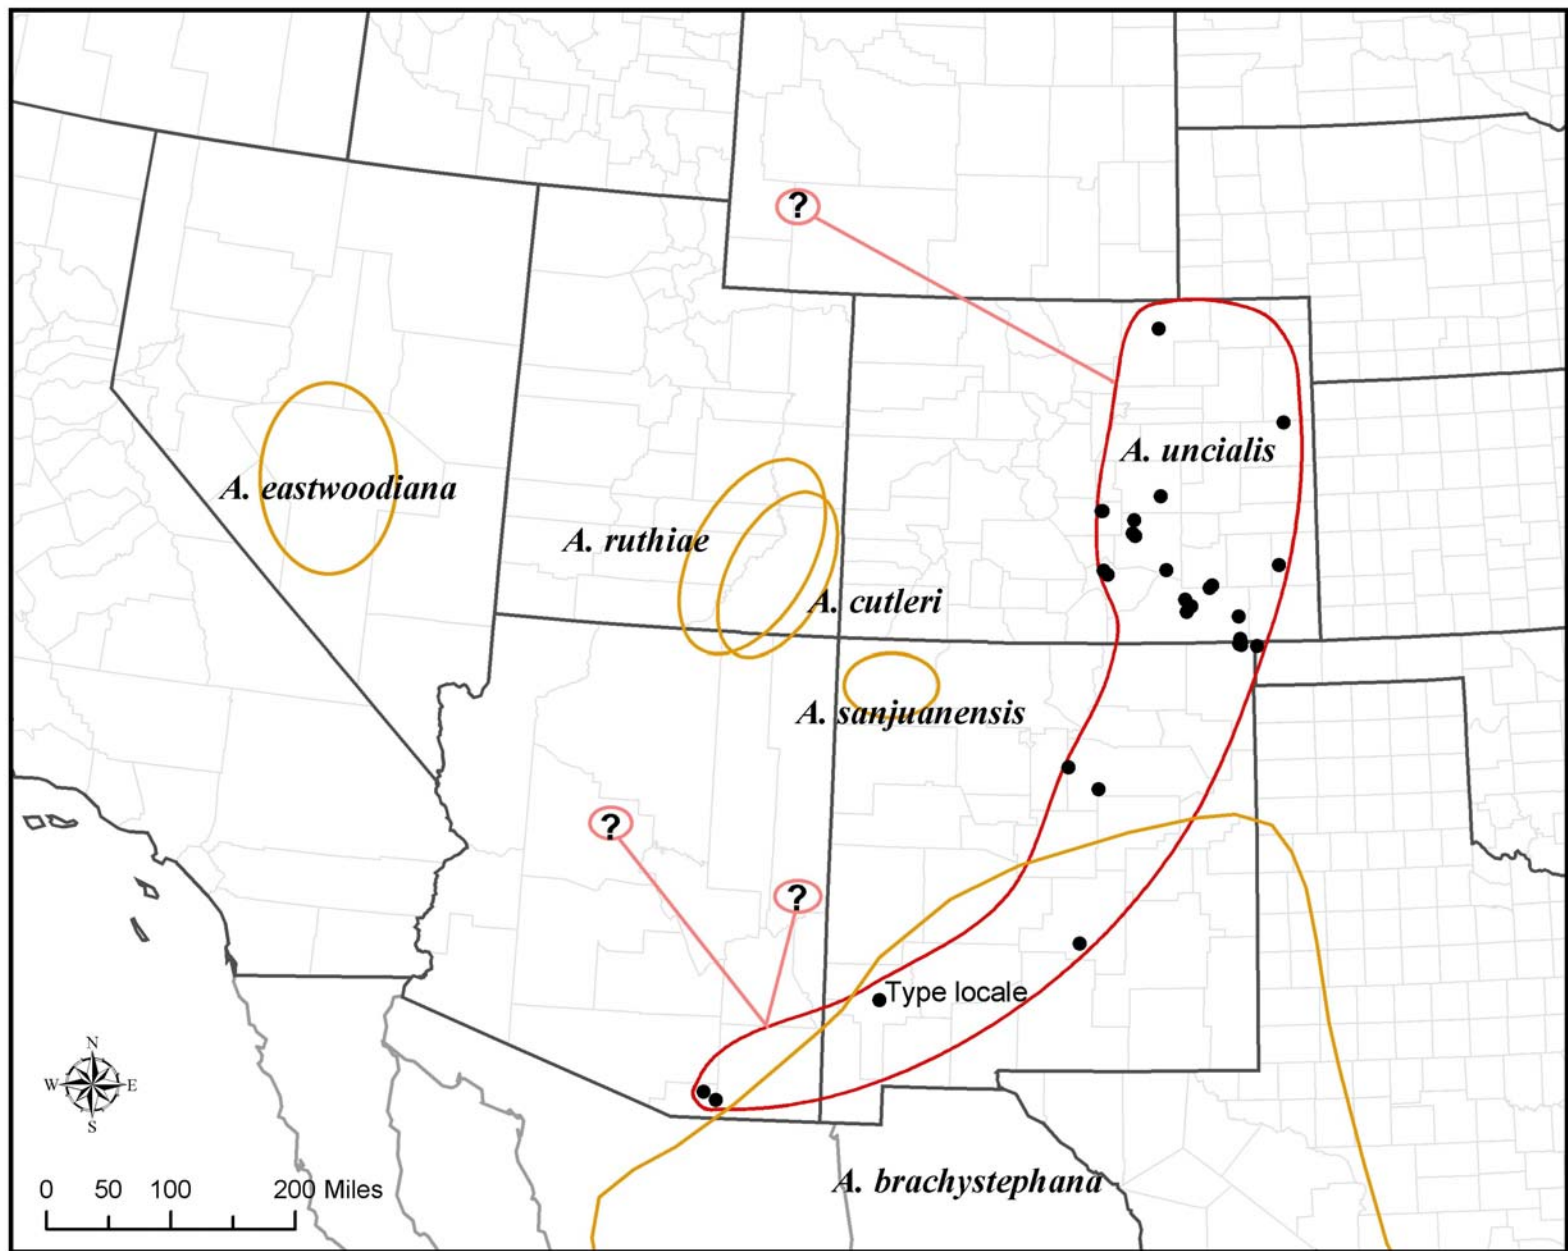 ?
A. uncialis
A. eastwoodiana
A. ruthiae
A. cutleri
A. sanjuanensis
?
?
Type locale
N
W E
S
A. brachystephana
0 50 100 200 Miles